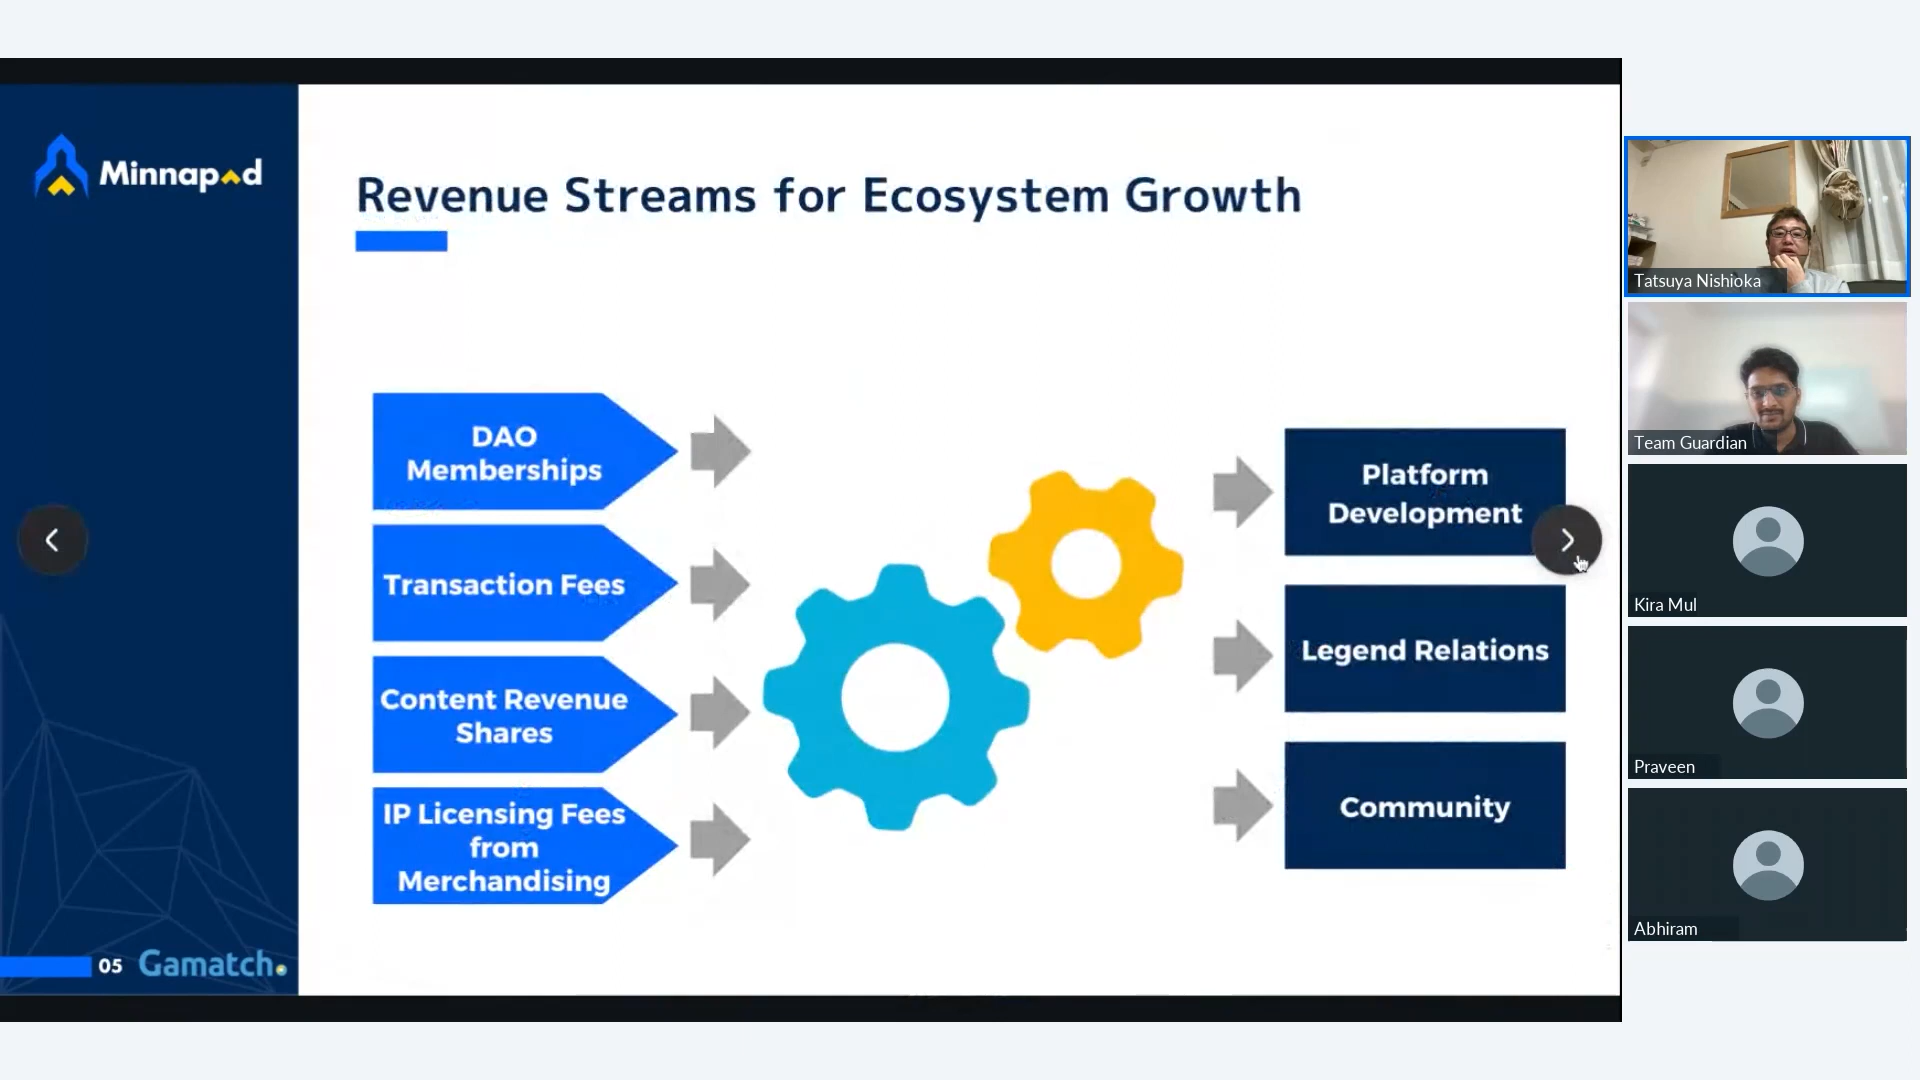 Minnapad
Revenue Streams for Ecosystem Growth
DAO
Memberships
Transaction Fees
Content Revenue
Shares
IP Licensing Fees
from
Merchandising
Platform
Development
Legend Relations
Community
05 Gamatch.
Tatsuya Nishioka
Team Guardian
Kira Mul
Praveen
Abhiram